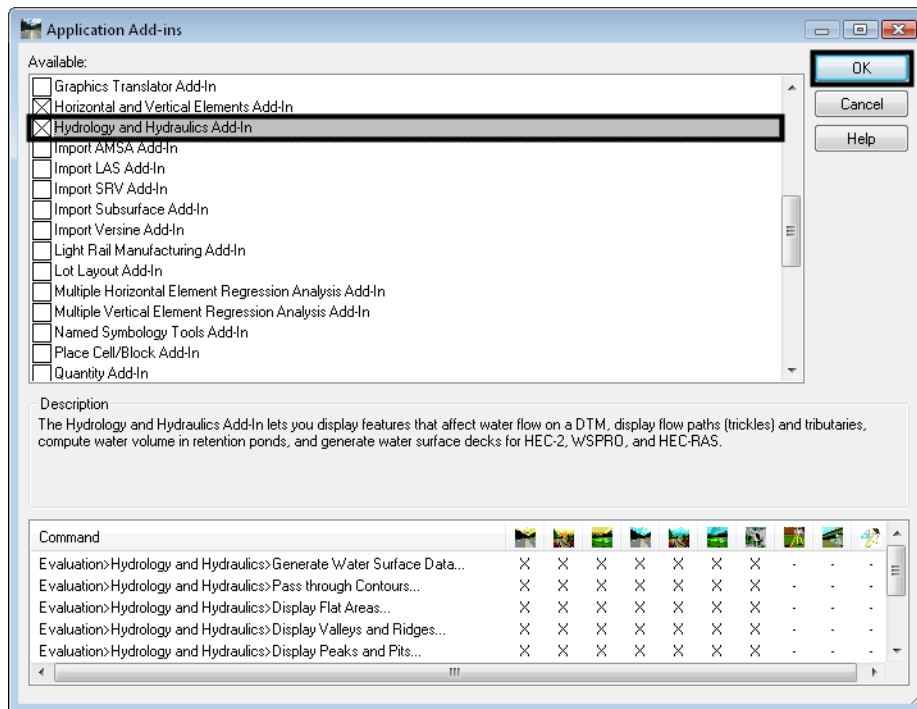 Application Add-ins
Available:
Graphics Translator Add-In
Horizontal and Vertical Elements Add-In
Hydrology and Hydraulics Add-In
Import AMSA Add-In
Import LAS Add-In
Import SRV Add-In
Import Subsurface Add-In
Import Versine Add-In
Light Rail Manufacturing Add-In
Lot Layout Add-In
Multiple Horizontal Element Regression Analysis Add-In
Multiple Vertical Element Regression Analysis Add-In
Named Symbology Tools Add-In
Place Cell/Block Add-In
Quantity Add-In
OK
Cancel
Help
Description
The Hydrology and Hydraulics Add-In lets you display features that affect water flow on a DTM, display flow paths (trickles) and tributaries,
compute water volume in retention ponds, and generate water surface decks for HEC-2, WSPRO, and HEC-RAS.
Command
Evaluation>Hydrology and Hydraulics>Generate Water Surface Data... X X X X X X X - - -
Evaluation>Hydrology and Hydraulics>Pass through Contours... X X X X X X X - - -
Evaluation>Hydrology and Hydraulics>Display Flat Areas... X X X X X X X - - -
Evaluation>Hydrology and Hydraulics>Display Valleys and Ridges... X X X X X X X - - -
Evaluation>Hydrology and Hydraulics>Display Peaks and Pits... X X X X X X X - - -